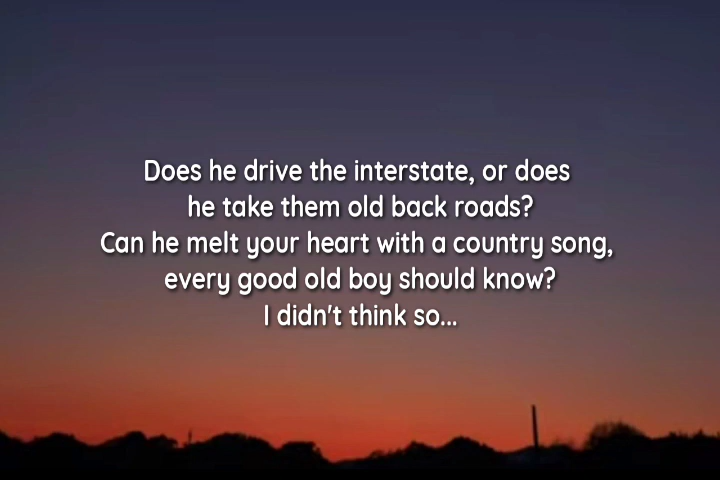 Does he drive the interstate, or does
he take them old back roads?
Can he melt your heart with a country song,
every good old boy should know?
I didn't think so...